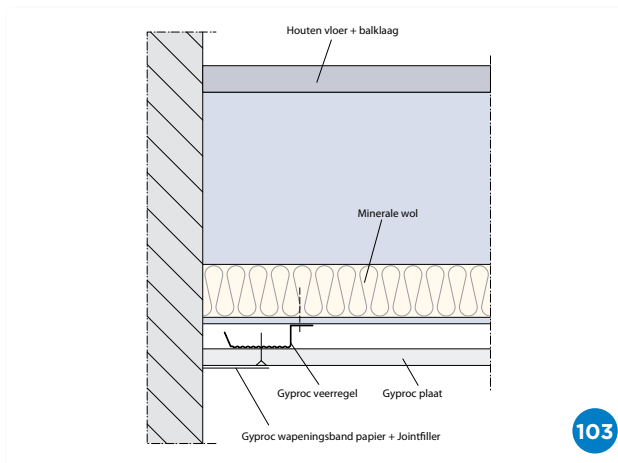 Houten vloer + balklaag
Minerale wol
Gyproc veerregel
Gyproc plaat
Gyproc wapeningsband papier + Jointfiller
103